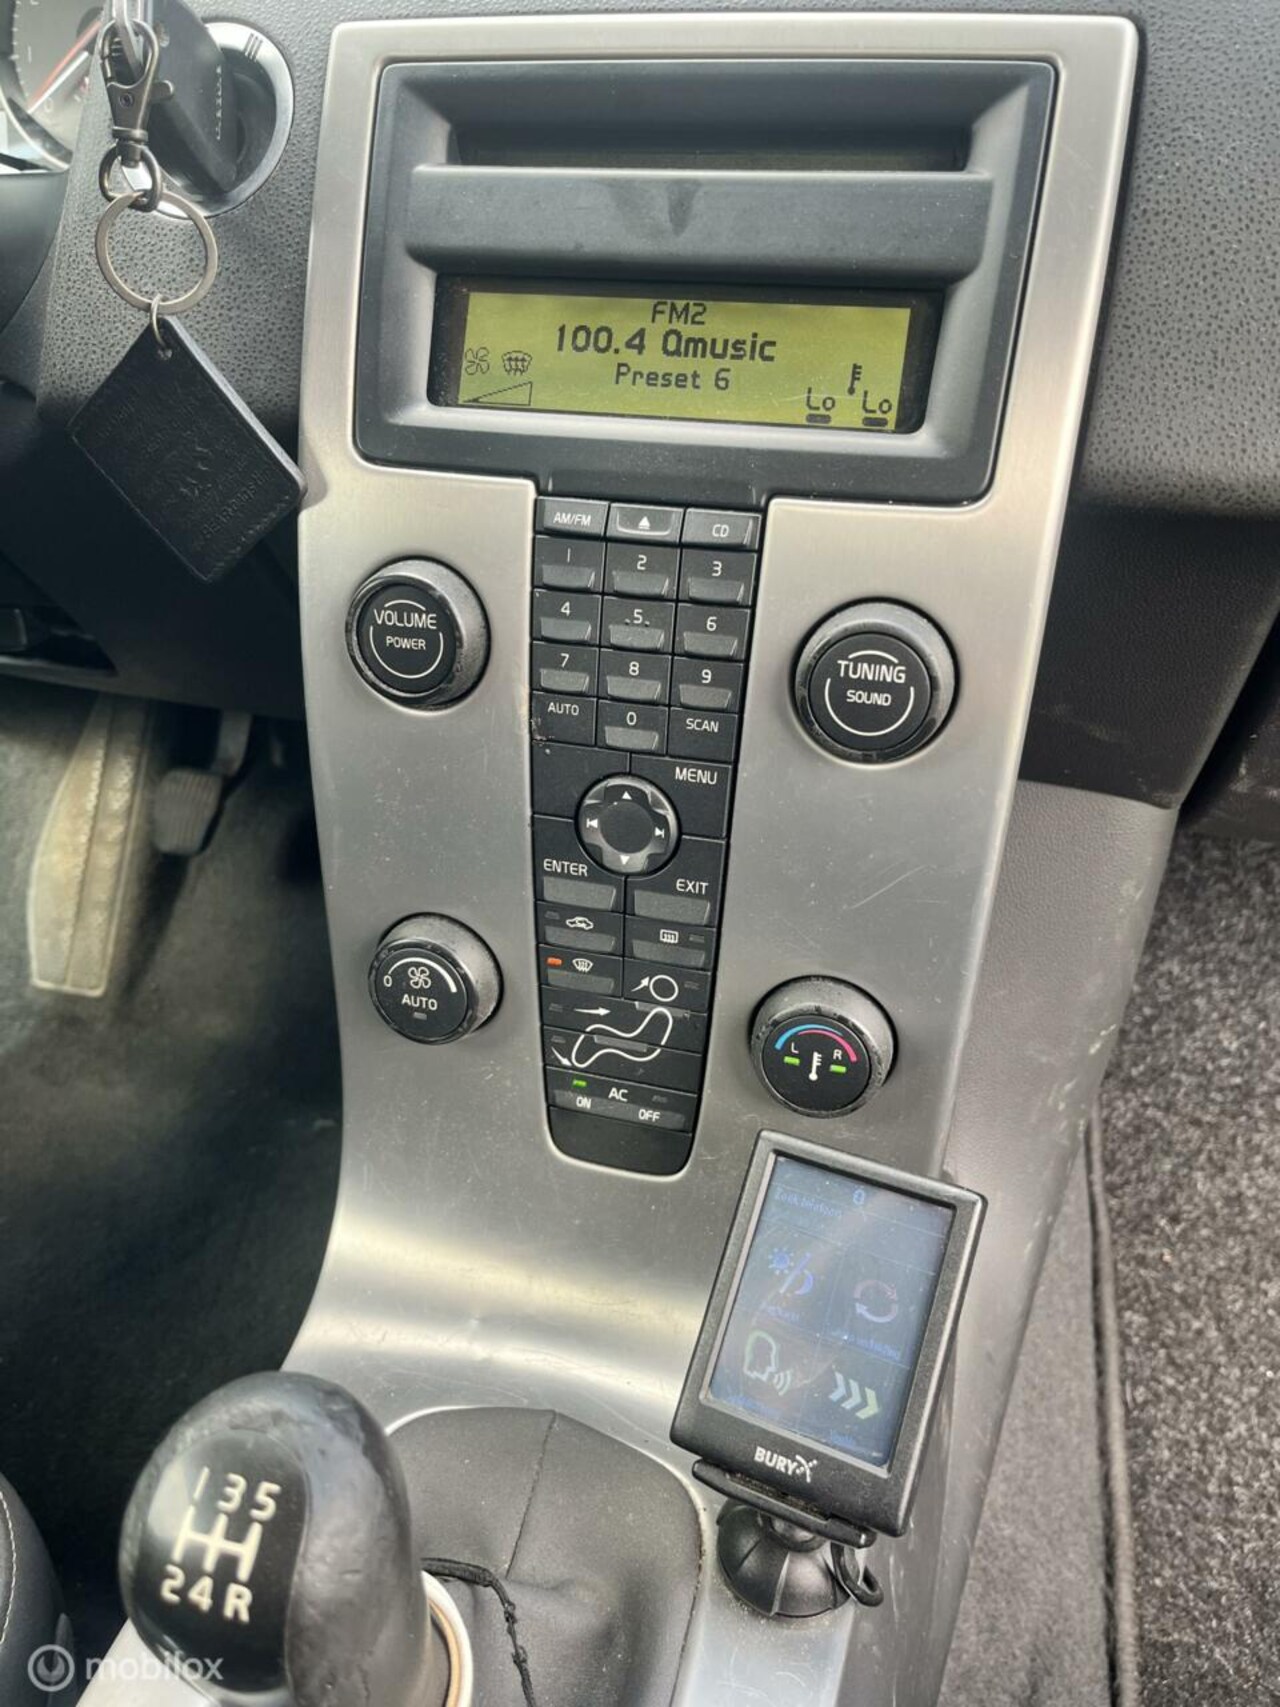 FM2
100.4 Qmusic
Preset 6
Lo Lo
AM/FM CD
1 2 3
4 5 6
7 8 9
AUTO 0 SCAN
VOLUME
POWER
TUNING
SOUND
MENU
ENTER
EXIT
0
AUTO
L R
AC
ON OFF
BURY
1 3 5
2 4 R
mobilox